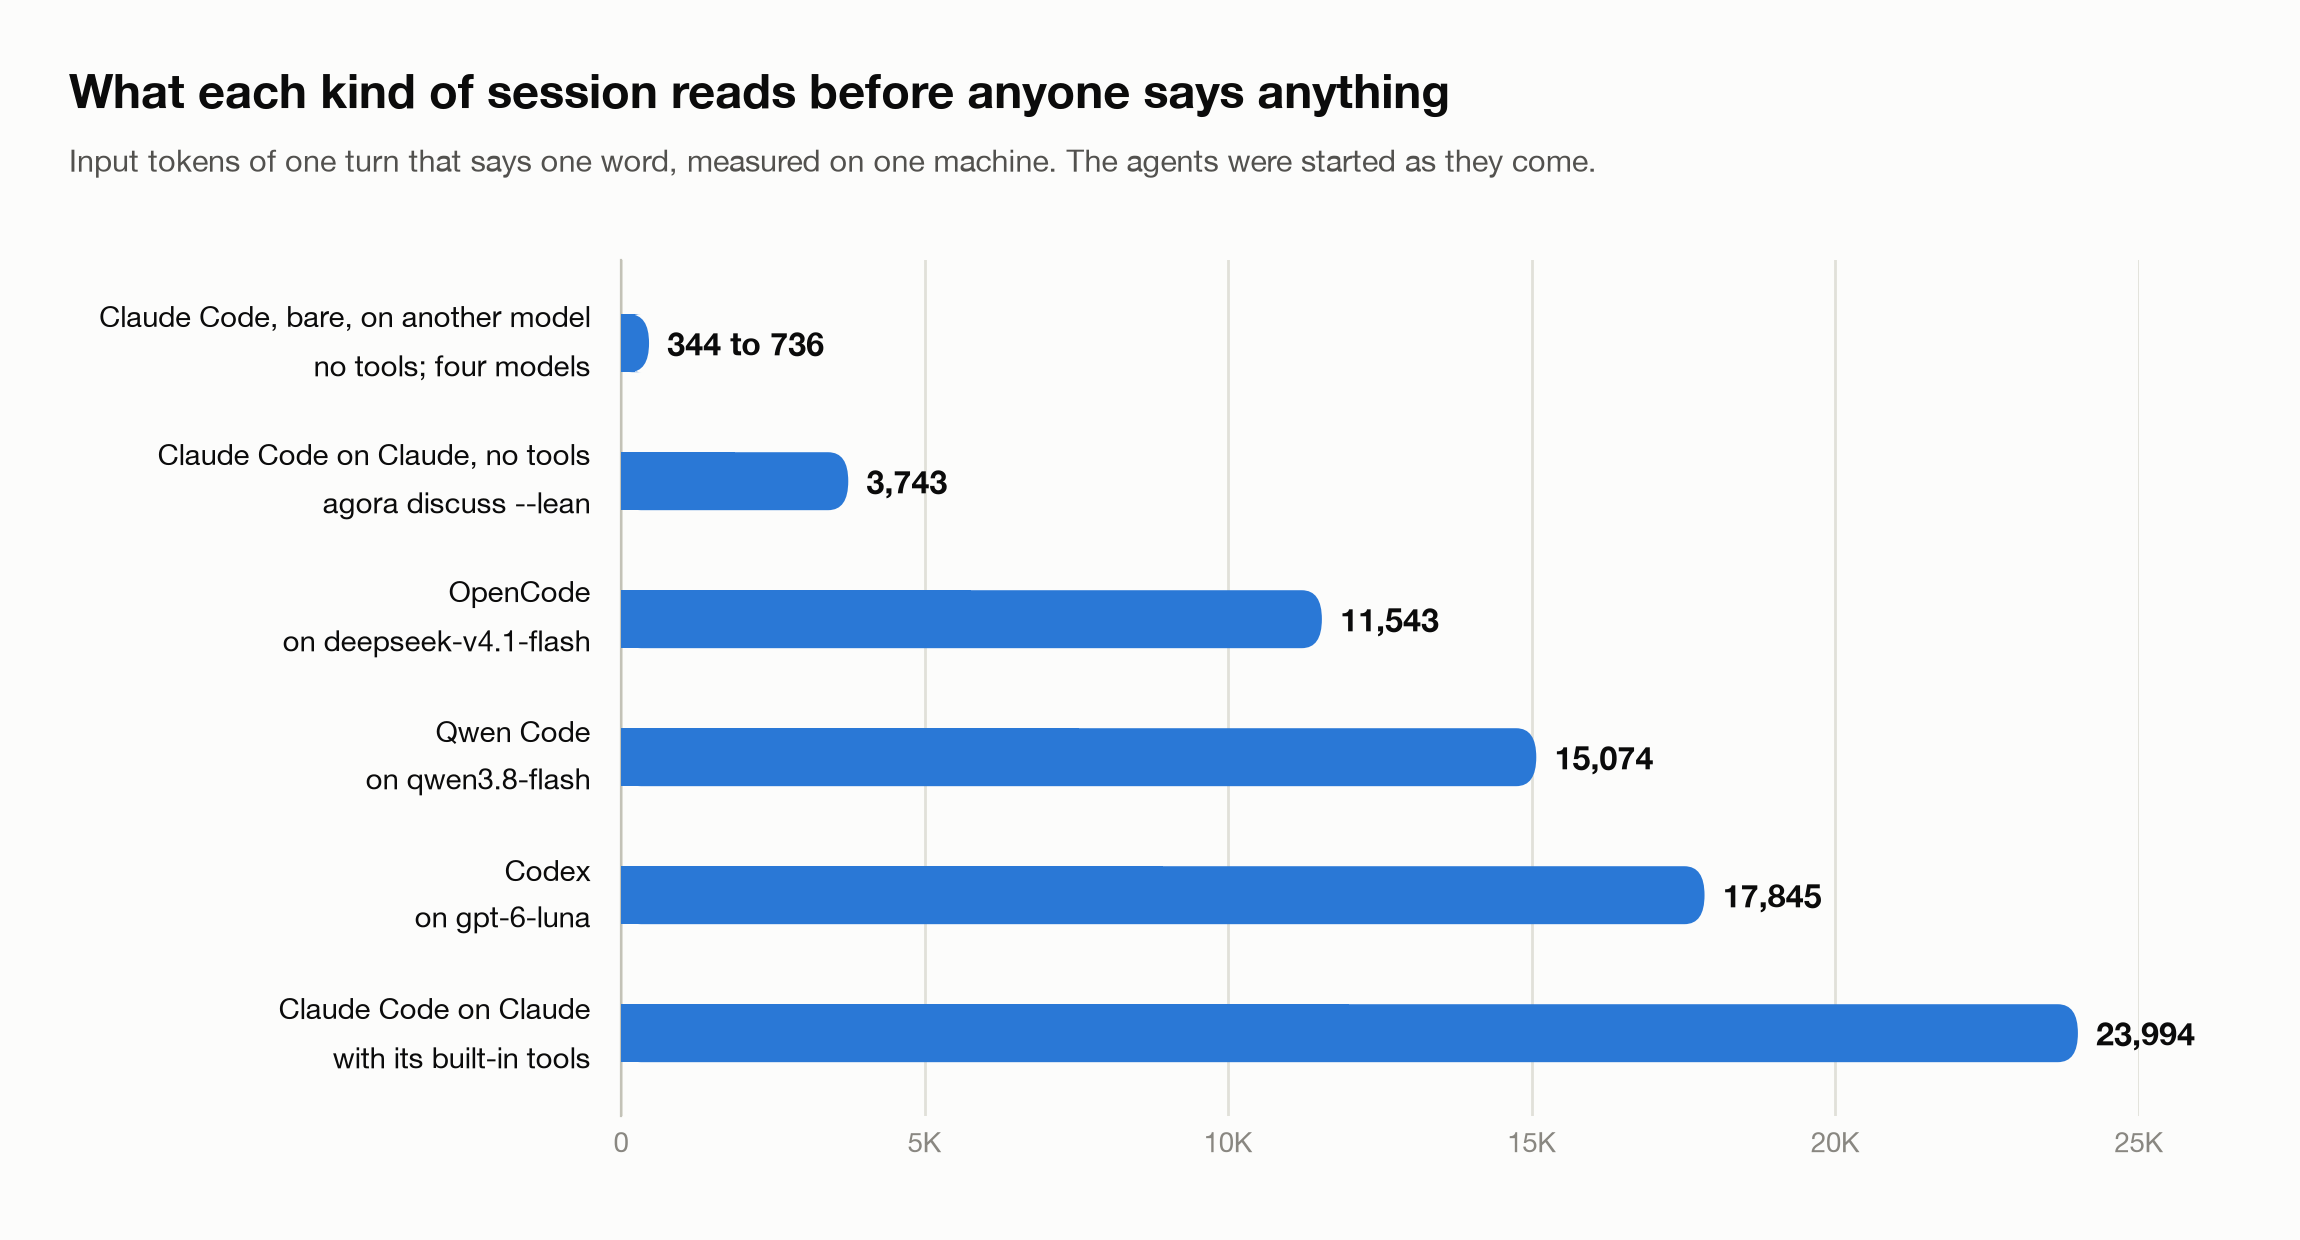 What each kind of session reads before anyone says anything
Input tokens of one turn that says one word, measured on one machine. The agents were started as they come.
Claude Code, bare, on another model
no tools; four models
344 to 736
Claude Code on Claude, no tools
agora discuss --lean
3,743
OpenCode
on deepseek-v4.1-flash
11,543
Qwen Code
on qwen3.8-flash
15,074
Codex
on gpt-6-luna
17,845
Claude Code on Claude
with its built-in tools
23,994
0 5K 10K 15K 20K 25K